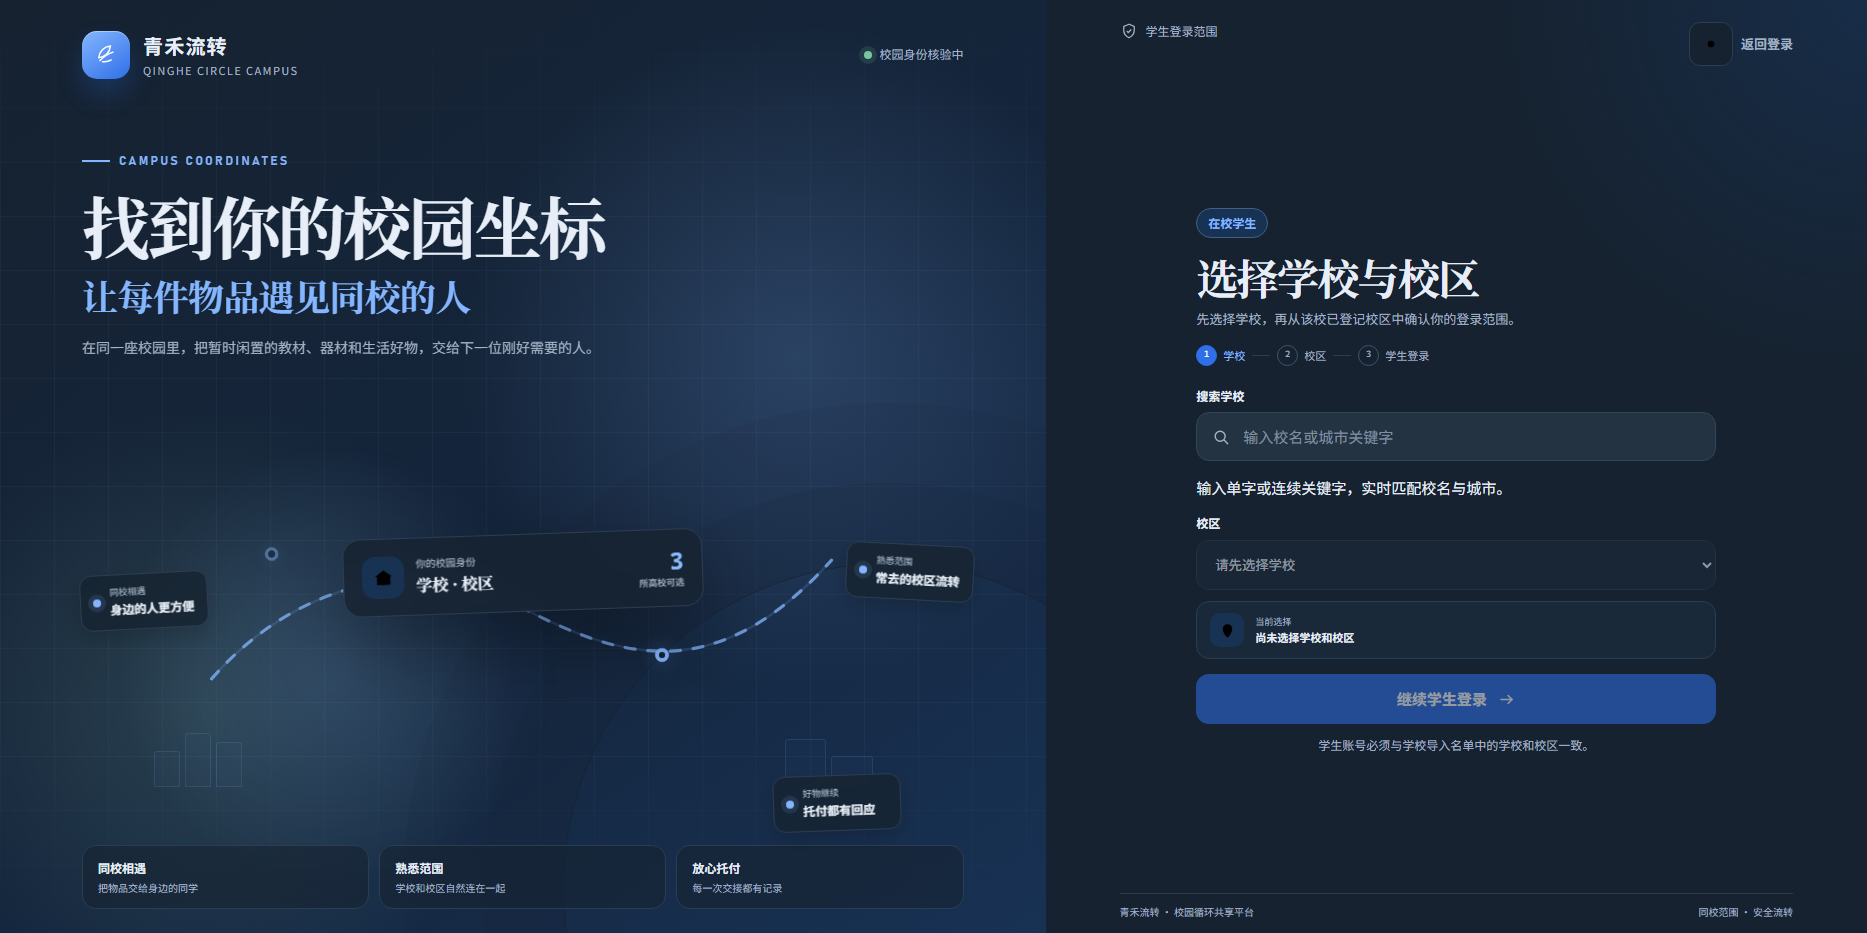 青禾流转
QINGHE CIRCLE CAMPUS
校园身份核验中
CAMPUS COORDINATES
找到你的校园坐标
让每件物品遇见同校的人
在同一座校园里，把暂时闲置的教材、器材和生活好物，交给下一位刚好需要的人。
同校相遇
身边的人更方便
你的校园身份
学校 · 校区
3
所高校可选
熟悉范围
常去的校区流转
好物继续
托付都有回应
同校相遇
把物品交给身边的同学
熟悉范围
学校和校区自然连在一起
放心托付
每一次交接都有记录
学生登录范围
返回登录
在校学生
选择学校与校区
先选择学校，再从该校已登记校区中确认你的登录范围。
1 学校 2 校区 3 学生登录
搜索学校
输入校名或城市关键字
输入单字或连续关键字，实时匹配校名与城市。
校区
请先选择学校
当前选择
尚未选择学校和校区
继续学生登录 →
学生账号必须与学校导入名单中的学校和校区一致。
青禾流转 · 校园循环共享平台
同校范围 · 安全流转